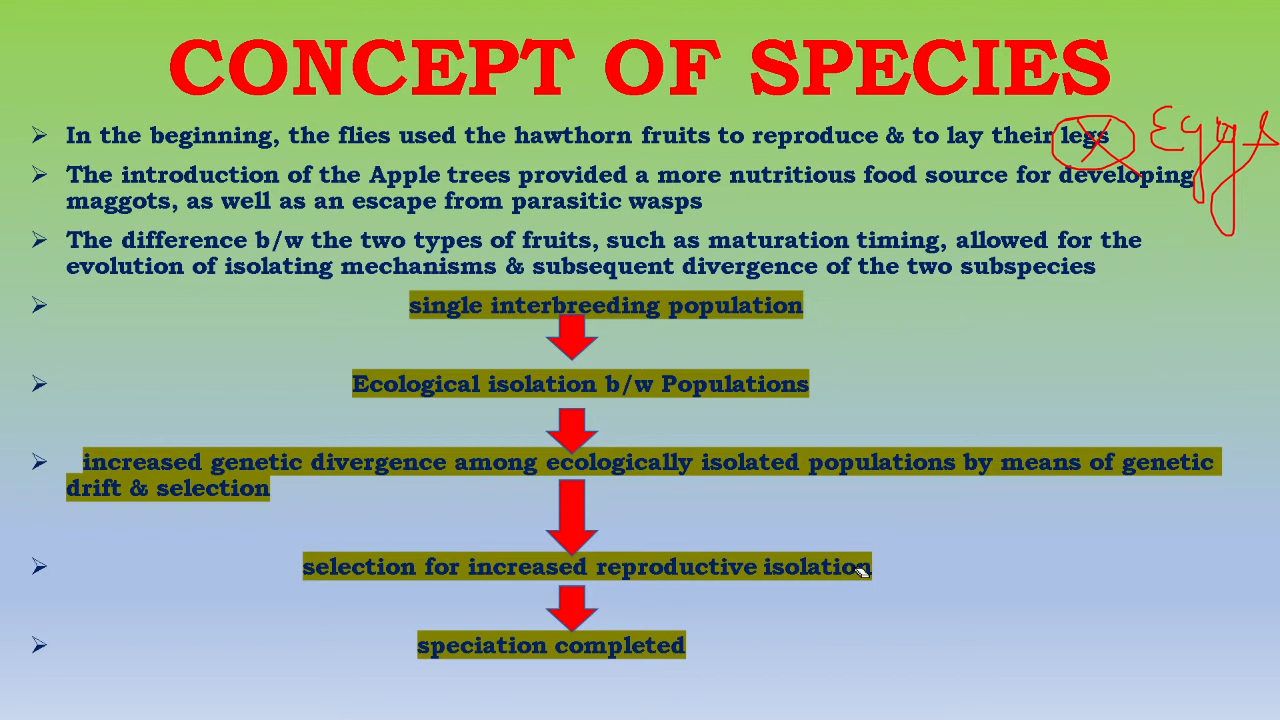 CONCEPT OF SPECIES
In the beginning, the flies used the hawthorn fruits to reproduce & to lay their legs Eggs
The introduction of the Apple trees provided a more nutritious food source for developing
maggots, as well as an escape from parasitic wasps
The difference b/w the two types of fruits, such as maturation timing, allowed for the
evolution of isolating mechanisms & subsequent divergence of the two subspecies
single interbreeding population
Ecological isolation b/w Populations
increased genetic divergence among ecologically isolated populations by means of genetic
drift & selection
selection for increased reproductive isolation
speciation completed